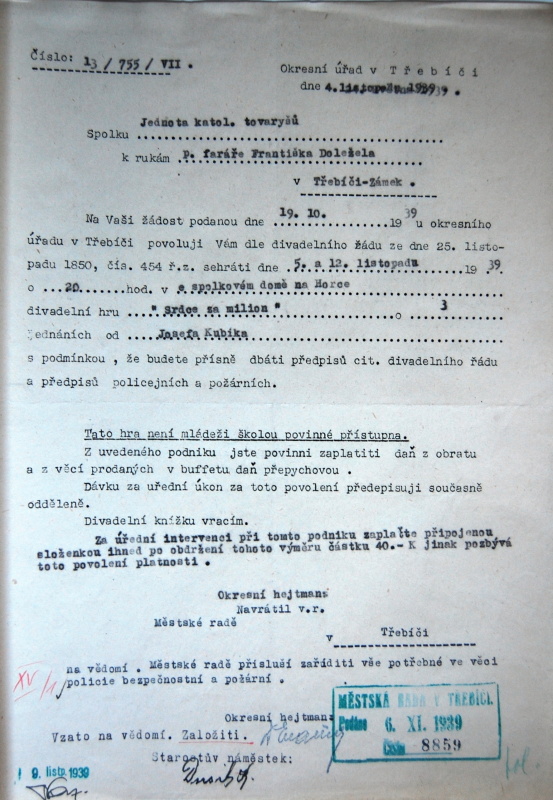 Číslo: 13 / 755 / VII .
Okresní úřad v Třebíči
dne 4. listopadu 1939 .
Jednota katol. tovaryšů
Spolku
k rukám p. faráře Františka Doležela
v Třebíči-Zámek .
Na Vaši žádost podanou dne 19. 10. 1939 u okresního
úřadu v Třebíči povoluji Vám dle divadelního řádu ze dne 25. listo-
padu 1850, čís. 454 ř.z. sehráti dne 5. a 12. listopadu 1939
o 20 hod. v e spolkovém domě na Horce
divadelní hru " Srdce za milion " o 3
jednáních od Josefa Kubíka
s podmínkou , že budete přísně dbáti předpisů cit. divadelního řádu
a předpisů policejních a požárních.
Tato hra není mládeži školou povinné přístupna.
Z uvedeného podniku jste povinni zaplatiti daň z obratu
a z věcí prodaných v buffetu daň přepychovou .
Dávku za uřední úkon za toto povolení předepisuji současně
odděleně.
Divadelní knížku vracím.
Za úřední intervenci při tomto podniku zaplaťte připojenou
složenkou ihned po obdržení tohoto výměru částku 40.- K jinak pozbývá
toto povolení platnosti .
Okresní hejtman:
Navrátil v.r.
Městské radě
v Třebíči
na vědomí . Městské radě přísluší zaříditi vše potřebné ve věci
policie bezpečnostní a požární .
XV/1
MĚSTSKÁ RADA V TŘEBÍČI.
Podáno 6. XI. 1939
Číslo 8859
Okresní hejtman:
Vzato na vědomí. Založiti.
Starostův náměstek:
9. listp. 1939